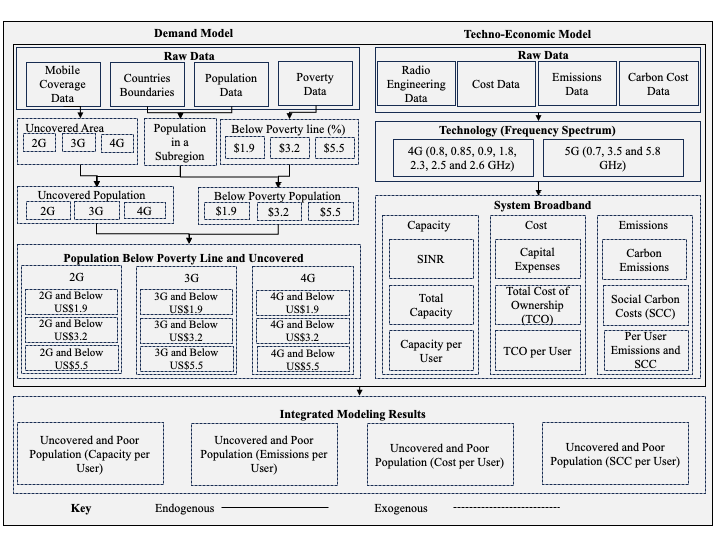 Demand Model
Techno-Economic Model
Raw Data
Mobile
Coverage
Data
Countries
Boundaries
Population
Data
Poverty
Data
Raw Data
Radio
Engineering
Data
Cost Data
Emissions
Data
Carbon Cost
Data
Uncovered Area
2G
3G
4G
Population
in a
Subregion
Below Poverty line (%)
$1.9
$3.2
$5.5
Technology (Frequency Spectrum)
4G (0.8, 0.85, 0.9, 1.8,
2.3, 2.5 and 2.6 GHz)
5G (0.7, 3.5 and 5.8
GHz)
Uncovered Population
2G
3G
4G
Below Poverty Population
$1.9
$3.2
$5.5
System Broadband
Capacity
SINR
Total
Capacity
Capacity per
User
Cost
Capital
Expenses
Total Cost of
Ownership
(TCO)
TCO per User
Emissions
Carbon
Emissions
Social Carbon
Costs (SCC)
Per User
Emissions and
SCC
Population Below Poverty Line and Uncovered
2G
2G and Below
US$1.9
2G and Below
US$3.2
2G and Below
US$5.5
3G
3G and Below
US$1.9
3G and Below
US$3.2
3G and Below
US$5.5
4G
4G and Below
US$1.9
4G and Below
US$3.2
4G and Below
US$5.5
Integrated Modeling Results
Uncovered and Poor
Population (Capacity per
User)
Uncovered and Poor
Population (Emissions per
User)
Uncovered and Poor
Population (Cost per User)
Uncovered and Poor
Population (SCC per User)
Key
Endogenous
Exogenous